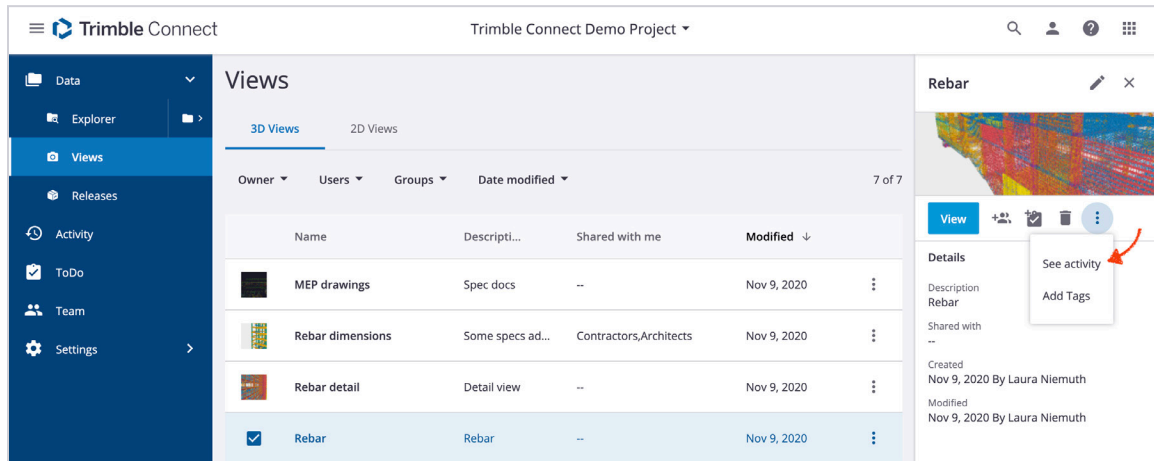 Trimble Connect
Trimble Connect Demo Project
Data
Explorer
Views
Releases
Activity
ToDo
Team
Settings
Views
3D Views
2D Views
Owner Users Groups Date modified 7 of 7
Name Descripti... Shared with me Modified
MEP drawings Spec docs -- Nov 9, 2020
Rebar dimensions Some specs ad... Contractors,Architects Nov 9, 2020
Rebar detail Detail view -- Nov 9, 2020
Rebar Rebar -- Nov 9, 2020
Rebar
View
See activity
Add Tags
Details
Description
Rebar
Shared with
--
Created
Nov 9, 2020 By Laura Niemuth
Modified
Nov 9, 2020 By Laura Niemuth